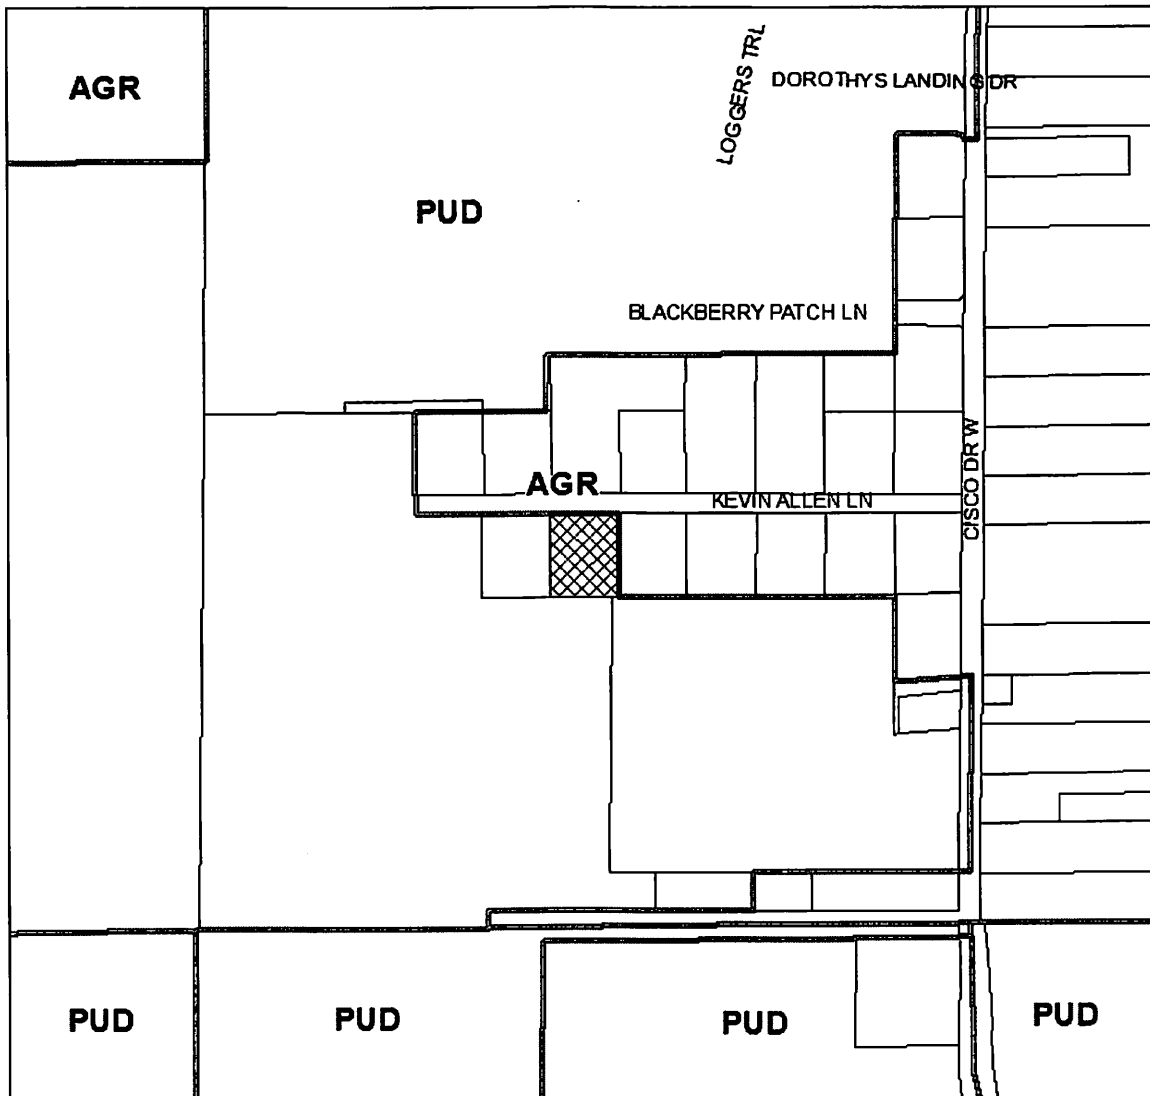 LOGGERS TRL
DOROTHYS LANDING DR
AGR
PUD
BLACKBERRY PATCH LN
AGR
KEVIN ALLEN LN
CISCO DR W
PUD
PUD
PUD
PUD